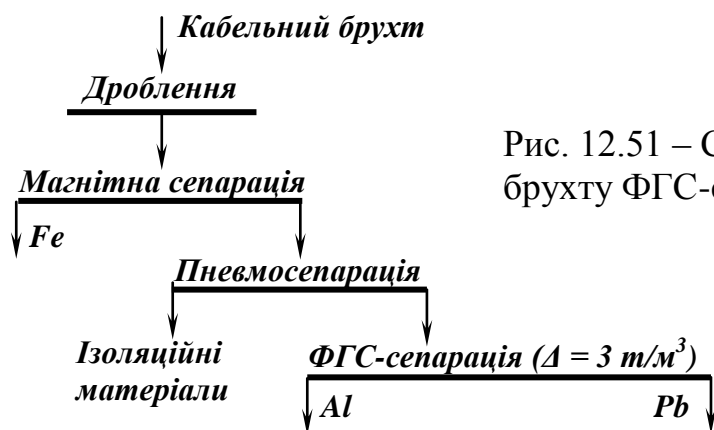 Кабельний брухт
Дроблення
Рис. 12.51 –
Магнітна сепарація
брухту ФГС-
Fe
Пневмосепарація
Ізоляційні
матеріали
ФГС-сепарація (Δ = 3 т/м³)
Al
Pb